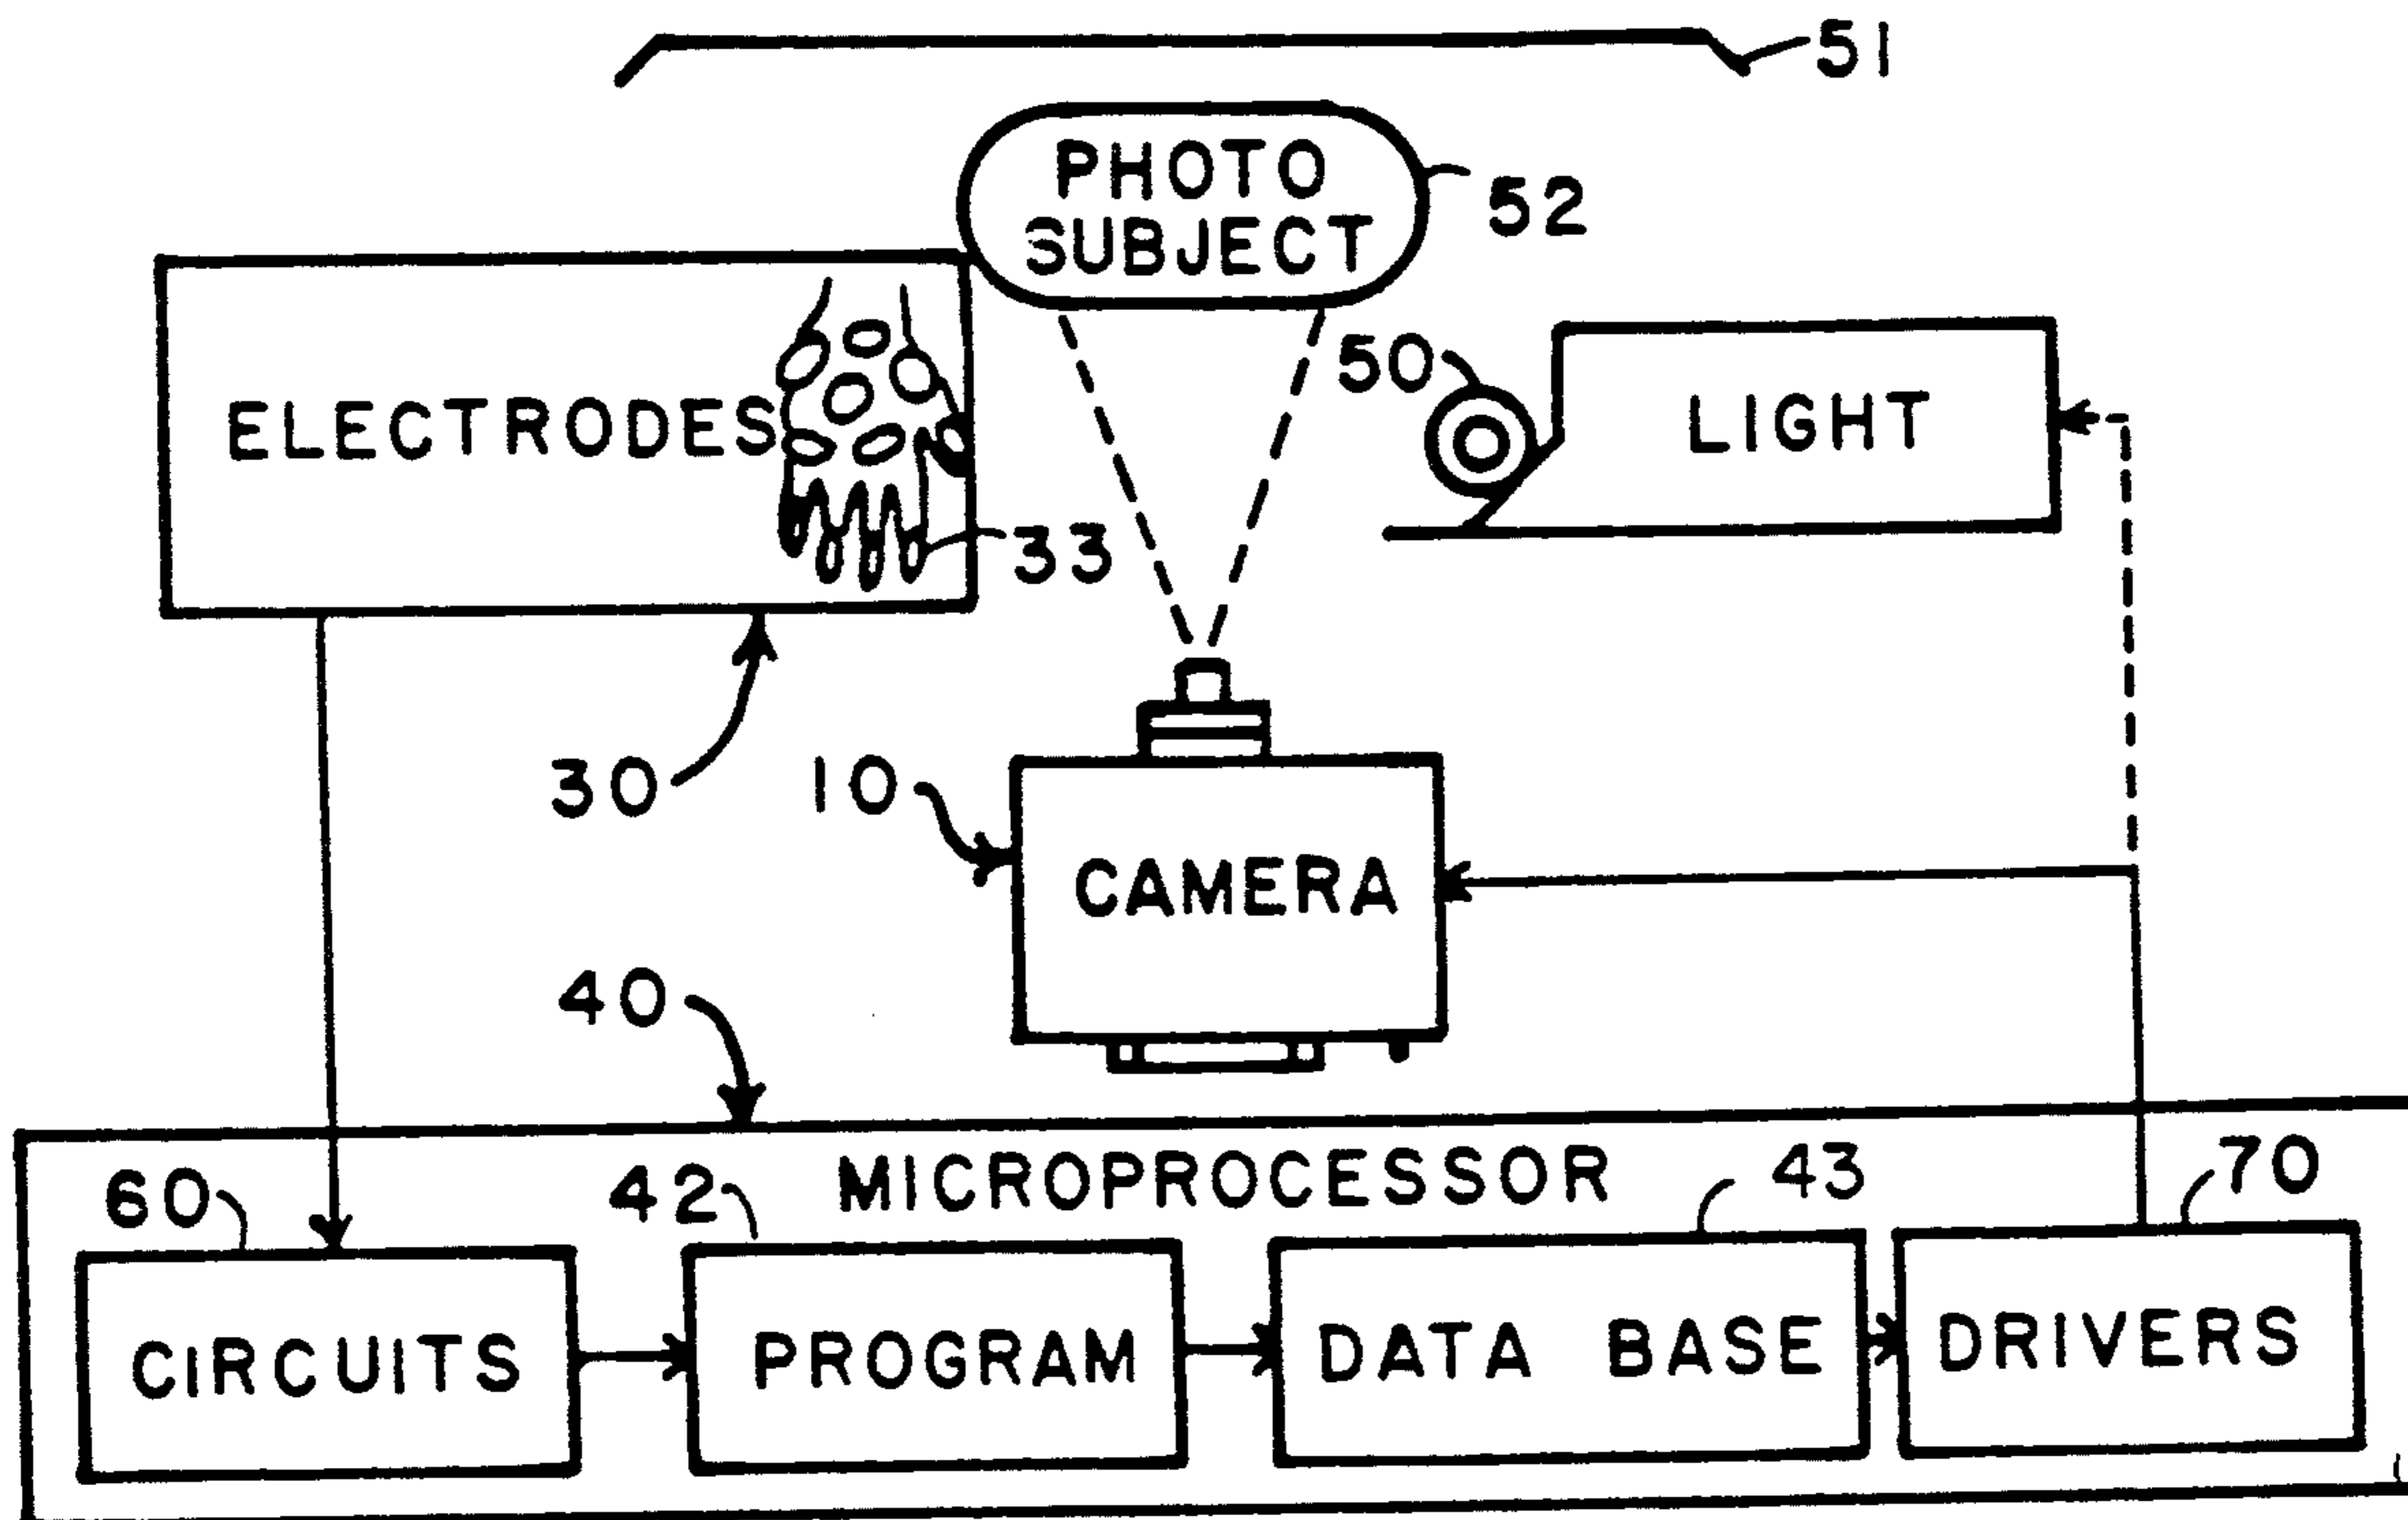 51
PHOTO
SUBJECT
52
50
ELECTRODES
LIGHT
33
30
10
CAMERA
40
MICROPROCESSOR
60
42
43
70
CIRCUITS
PROGRAM
DATA BASE
DRIVERS